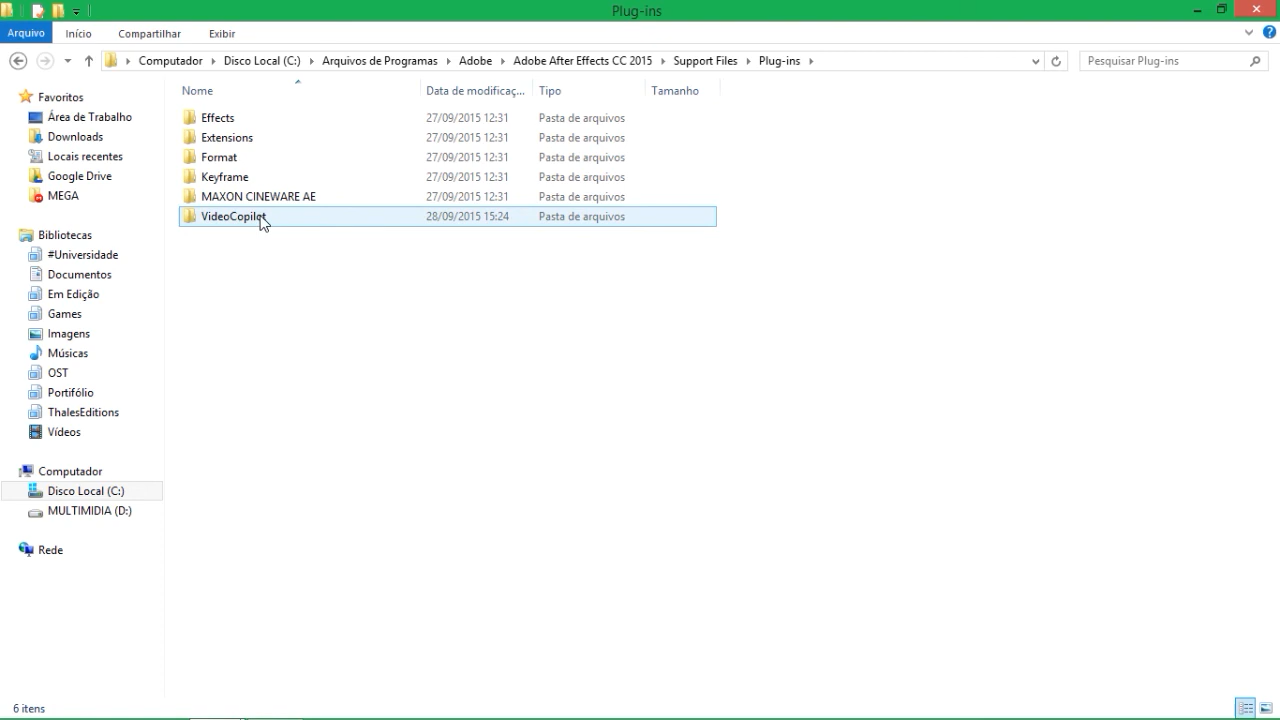 Plug-ins
Arquivo Início Compartilhar Exibir
Computador Disco Local (C:) Arquivos de Programas Adobe Adobe After Effects CC 2015 Support Files Plug-ins Pesquisar Plug-ins
Nome Data de modificaç... Tipo Tamanho
Effects 27/09/2015 12:31 Pasta de arquivos
Extensions 27/09/2015 12:31 Pasta de arquivos
Format 27/09/2015 12:31 Pasta de arquivos
Keyframe 27/09/2015 12:31 Pasta de arquivos
MAXON CINEWARE AE 27/09/2015 12:31 Pasta de arquivos
VideoCopilot 28/09/2015 15:24 Pasta de arquivos
Favoritos
Área de Trabalho
Downloads
Locais recentes
Google Drive
MEGA
Bibliotecas
#Universidade
Documentos
Em Edição
Games
Imagens
Músicas
OST
Portifólio
ThalesEditions
Vídeos
Computador
Disco Local (C:)
MULTIMIDIA (D:)
Rede
6 itens